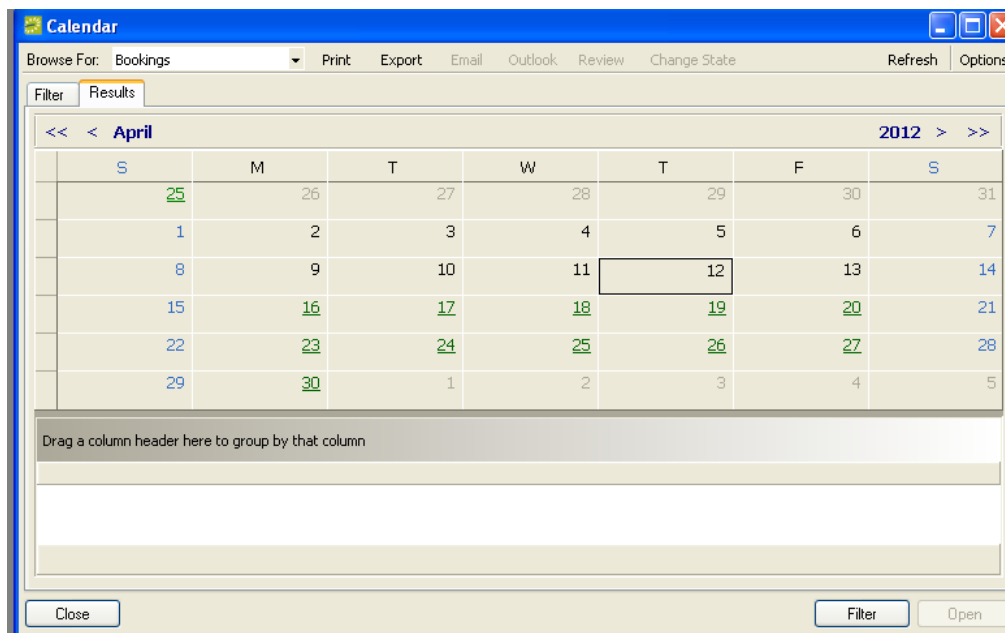 Calendar
Browse For: Bookings Print Export Email Outlook Review Change State Refresh Options
Filter Results
<< < April 2012 > >>
S M T W T F S
25 26 27 28 29 30 31
1 2 3 4 5 6 7
8 9 10 11 12 13 14
15 16 17 18 19 20 21
22 23 24 25 26 27 28
29 30 1 2 3 4 5
Drag a column header here to group by that column
Close Filter Open